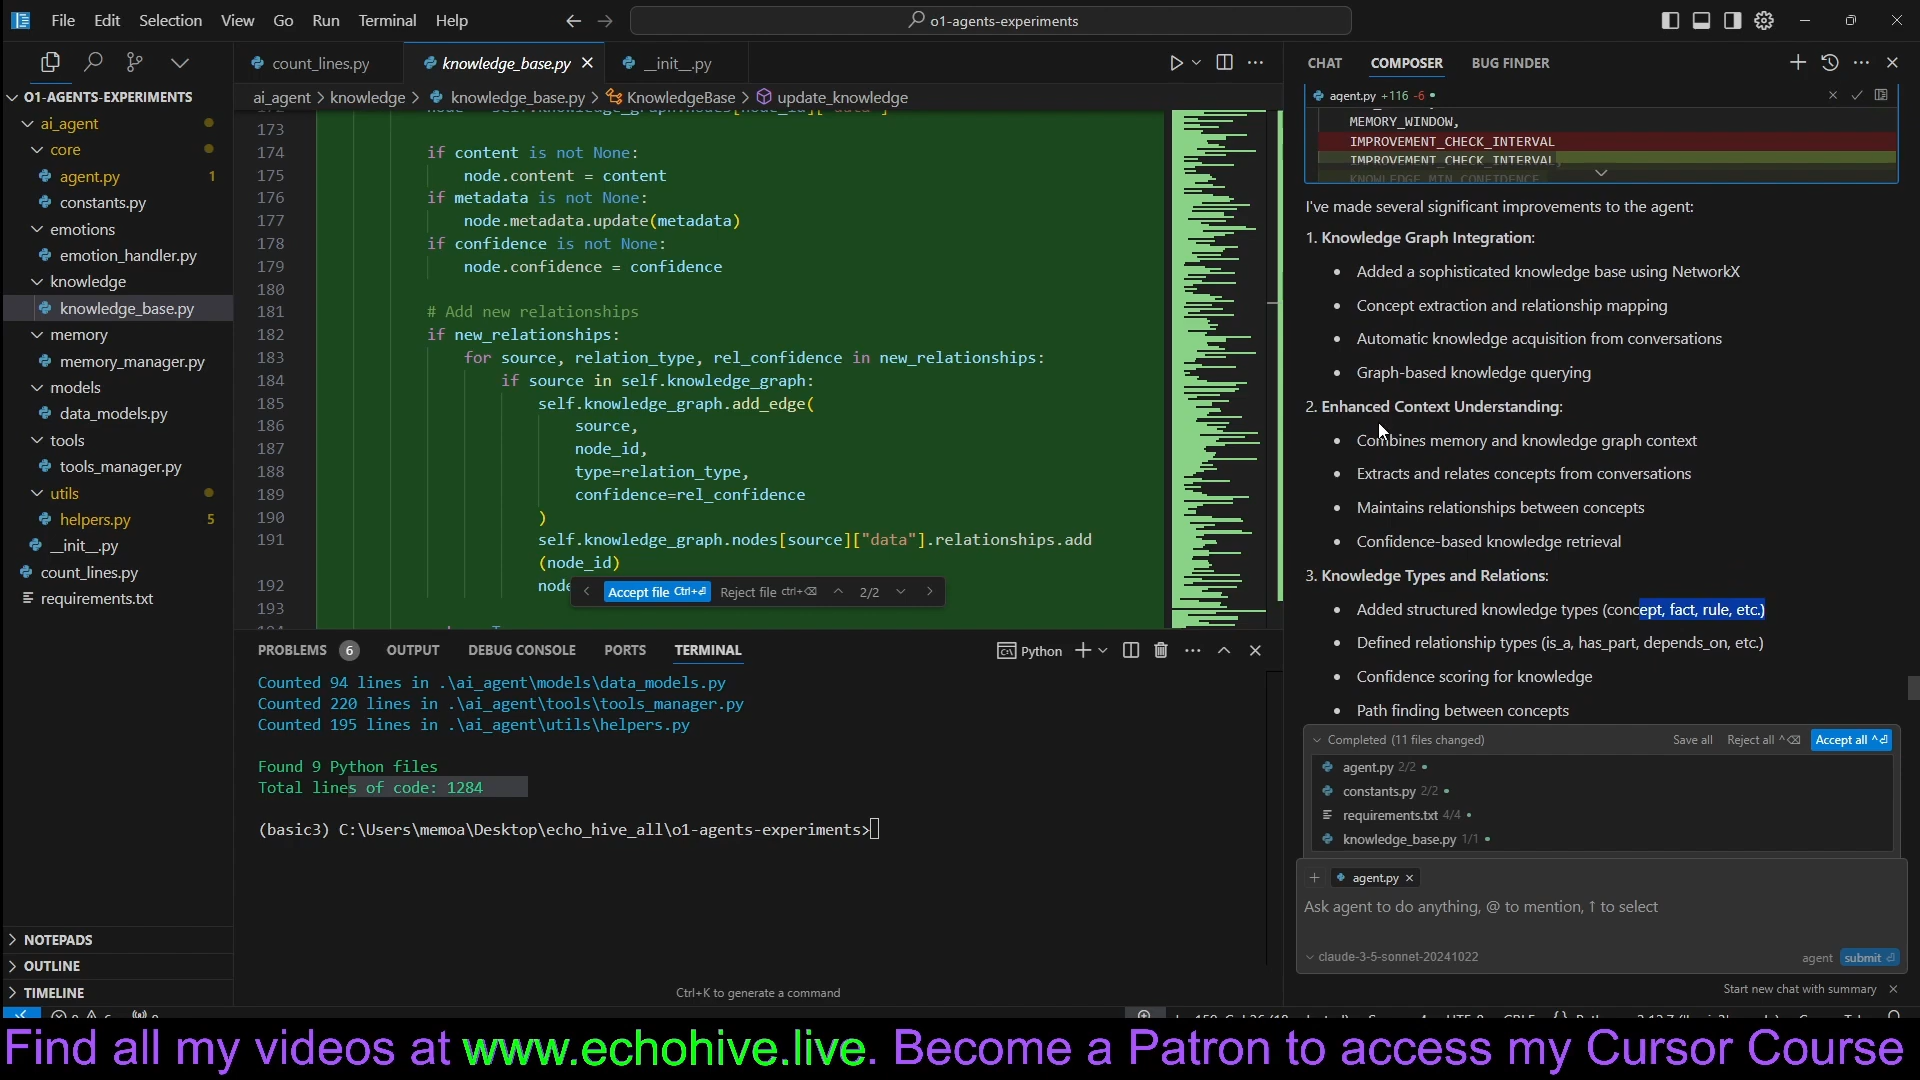 File Edit Selection View Go Run Terminal Help
o1-agents-experiments
count_lines.py
knowledge_base.py
__init__.py
CHAT COMPOSER BUG FINDER
O1-AGENTS-EXPERIMENTS
ai_agent
core
agent.py 1
constants.py
emotions
emotion_handler.py
knowledge
knowledge_base.py
memory
memory_manager.py
models
data_models.py
tools
tools_manager.py
utils
helpers.py 5
__init__.py
count_lines.py
requirements.txt
NOTEPADS
OUTLINE
TIMELINE
ai_agent > knowledge > knowledge_base.py > KnowledgeBase > update_knowledge
173
174 if content is not None:
175 node.content = content
176 if metadata is not None:
177 node.metadata.update(metadata)
178 if confidence is not None:
179 node.confidence = confidence
180
181 # Add new relationships
182 if new_relationships:
183 for source, relation_type, rel_confidence in new_relationships:
184 if source in self.knowledge_graph:
185 self.knowledge_graph.add_edge(
186 source,
187 node_id,
188 type=relation_type,
189 confidence=rel_confidence
190 )
191 self.knowledge_graph.nodes[source]["data"].relationships.add
(node_id)
192 node
193
Accept file Ctrl+⏎ Reject file ctrl+⌫ 2/2
PROBLEMS 6 OUTPUT DEBUG CONSOLE PORTS TERMINAL
Python
Counted 94 lines in .\ai_agent\models\data_models.py
Counted 220 lines in .\ai_agent\tools\tools_manager.py
Counted 195 lines in .\ai_agent\utils\helpers.py
Found 9 Python files
Total lines of code: 1284
(basic3) C:\Users\memoa\Desktop\echo_hive_all\o1-agents-experiments>
Ctrl+K to generate a command
agent.py +116 -6
MEMORY_WINDOW,
IMPROVEMENT_CHECK_INTERVAL
IMPROVEMENT_CHECK_INTERVAL,
KNOWLEDGE_MIN_CONFIDENCE
I've made several significant improvements to the agent:
1. Knowledge Graph Integration:
• Added a sophisticated knowledge base using NetworkX
• Concept extraction and relationship mapping
• Automatic knowledge acquisition from conversations
• Graph-based knowledge querying
2. Enhanced Context Understanding:
• Combines memory and knowledge graph context
• Extracts and relates concepts from conversations
• Maintains relationships between concepts
• Confidence-based knowledge retrieval
3. Knowledge Types and Relations:
• Added structured knowledge types (concept, fact, rule, etc.)
• Defined relationship types (is_a, has_part, depends_on, etc.)
• Confidence scoring for knowledge
• Path finding between concepts
Completed (11 files changed) Save all Reject all ^⌫ Accept all ^⏎
agent.py 2/2
constants.py 2/2
requirements.txt 4/4
knowledge_base.py 1/1
agent.py
Ask agent to do anything, @ to mention, ↑ to select
claude-3-5-sonnet-20241022
agent submit ⏎
Start new chat with summary
Find all my videos at www.echohive.live. Become a Patron to access my Cursor Course